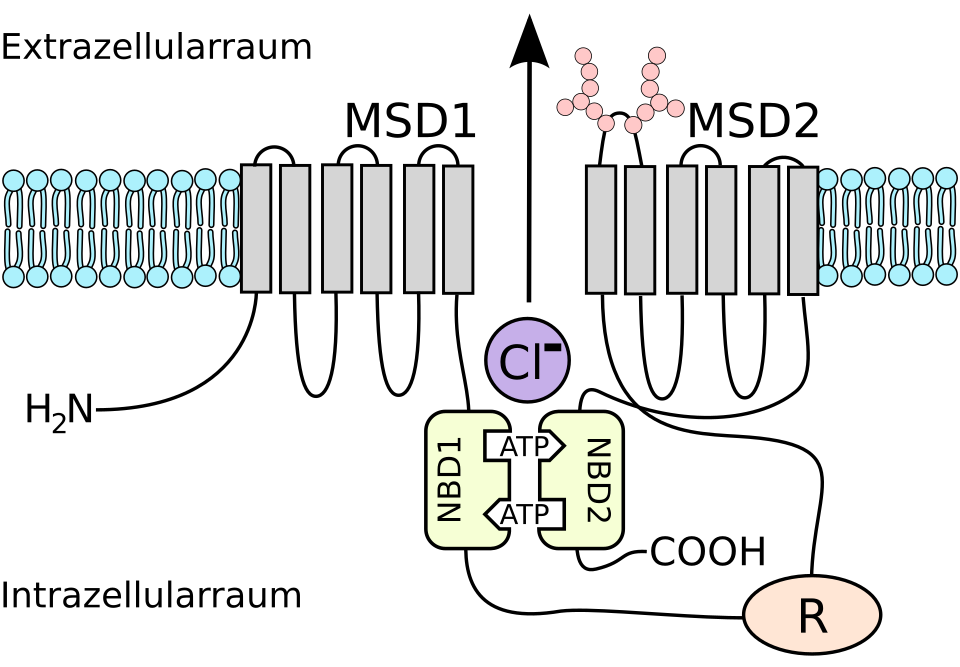 Extrazellularraum
MSD1
MSD2
Cl⁻
H₂N
NBD1
ATP
NBD2
ATP
COOH
Intrazellularraum
R